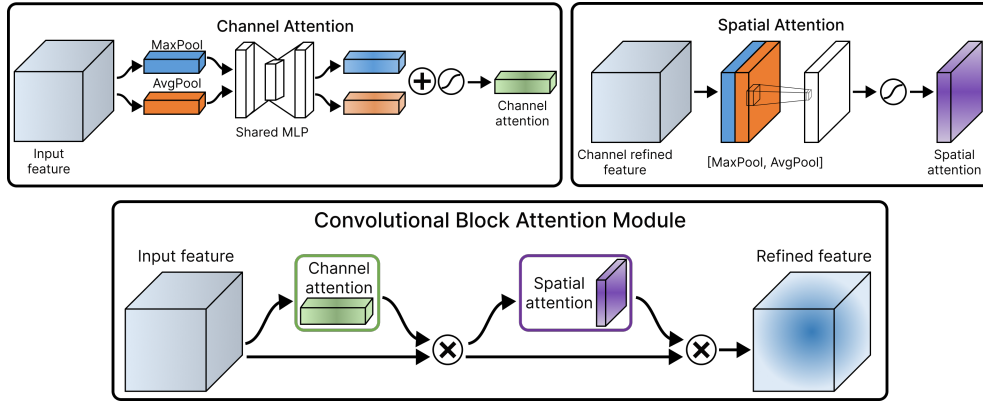 Channel Attention
MaxPool
AvgPool
Input
feature
Shared MLP
Channel
attention
Spatial Attention
Channel refined
feature
[MaxPool, AvgPool]
Spatial
attention
Convolutional Block Attention Module
Input feature
Channel
attention
Spatial
attention
Refined feature